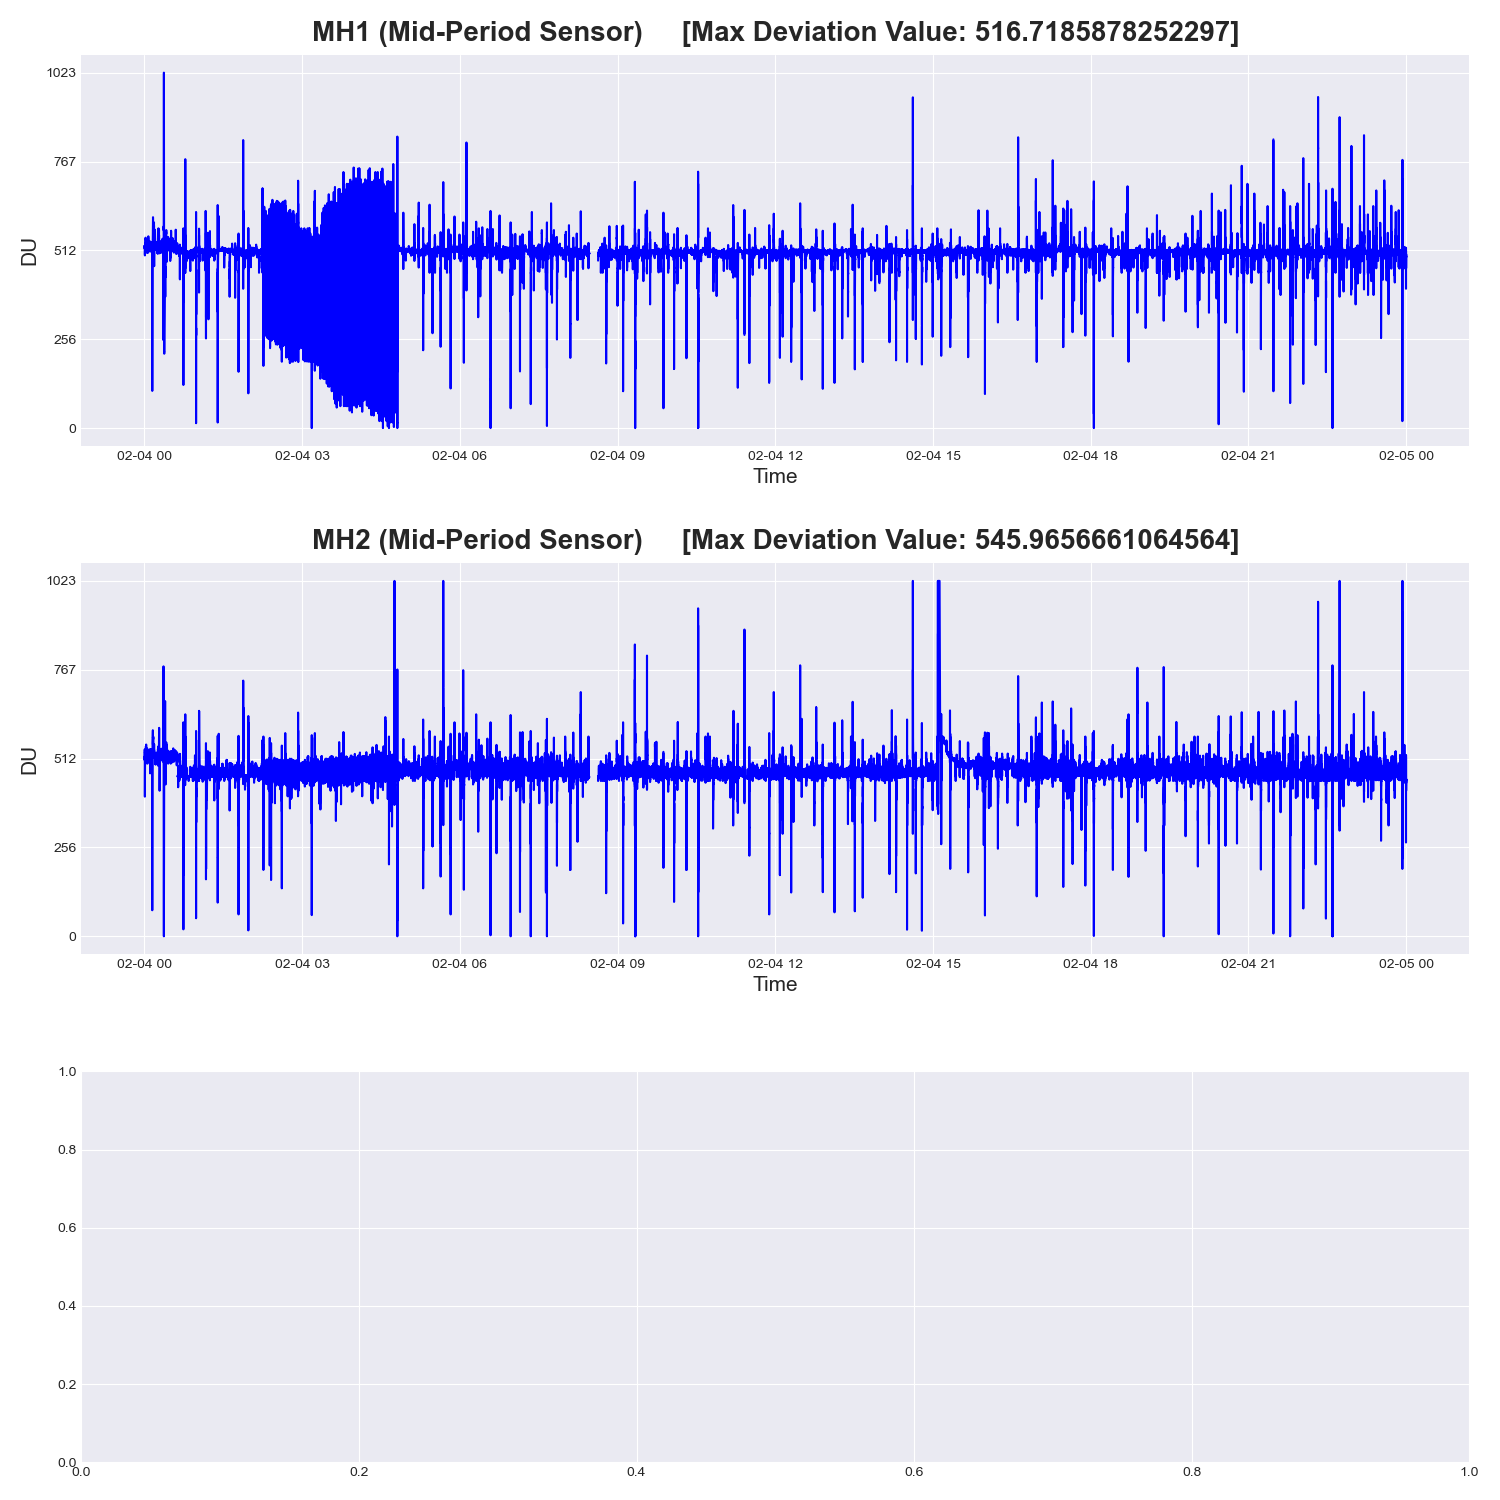 MH1 (Mid-Period Sensor) [Max Deviation Value: 516.7185878252297]
1023
767
512
256
0
DU
02-04 00 02-04 03 02-04 06 02-04 09 02-04 12 02-04 15 02-04 18 02-04 21 02-05 00
Time
MH2 (Mid-Period Sensor) [Max Deviation Value: 545.9656661064564]
1023
767
512
256
0
DU
02-04 00 02-04 03 02-04 06 02-04 09 02-04 12 02-04 15 02-04 18 02-04 21 02-05 00
Time
1.0
0.8
0.6
0.4
0.2
0.0
0.0 0.2 0.4 0.6 0.8 1.0